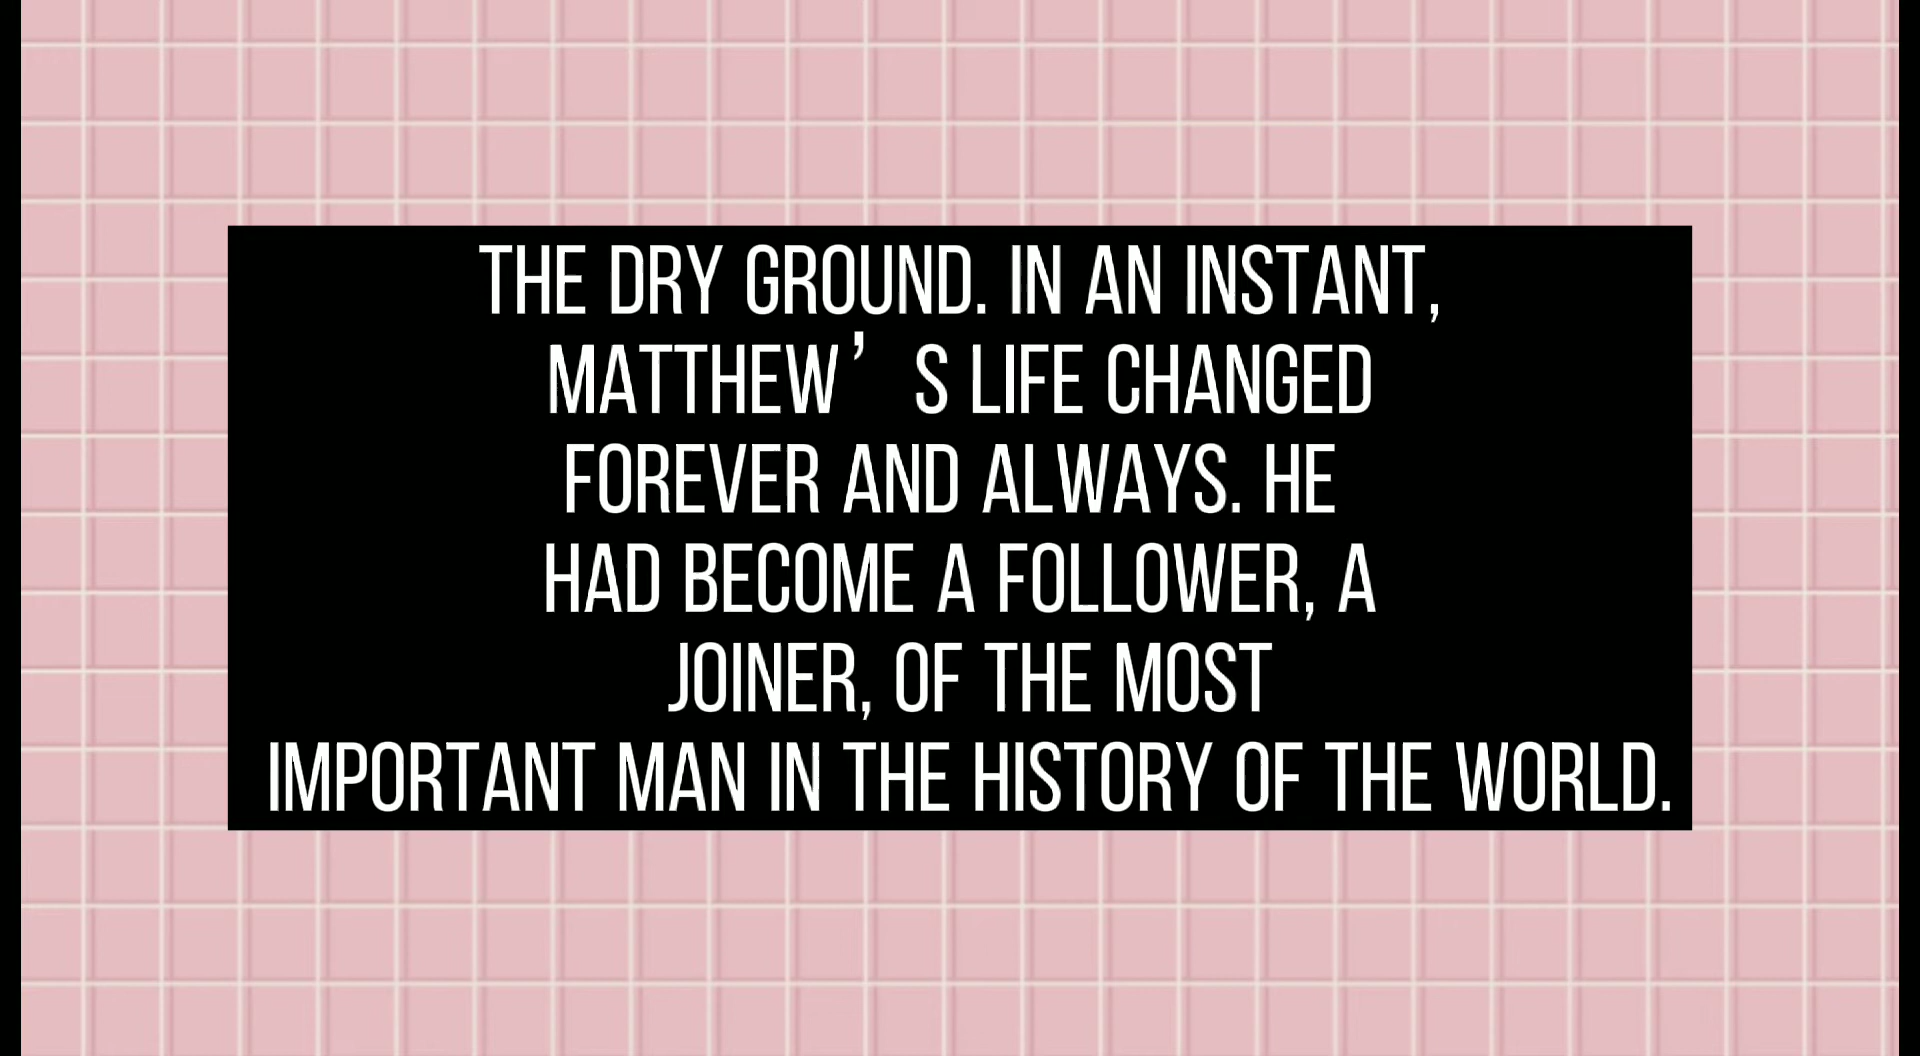 THE DRY GROUND. IN AN INSTANT,
MATTHEW’S LIFE CHANGED
FOREVER AND ALWAYS. HE
HAD BECOME A FOLLOWER, A
JOINER, OF THE MOST
IMPORTANT MAN IN THE HISTORY OF THE WORLD.